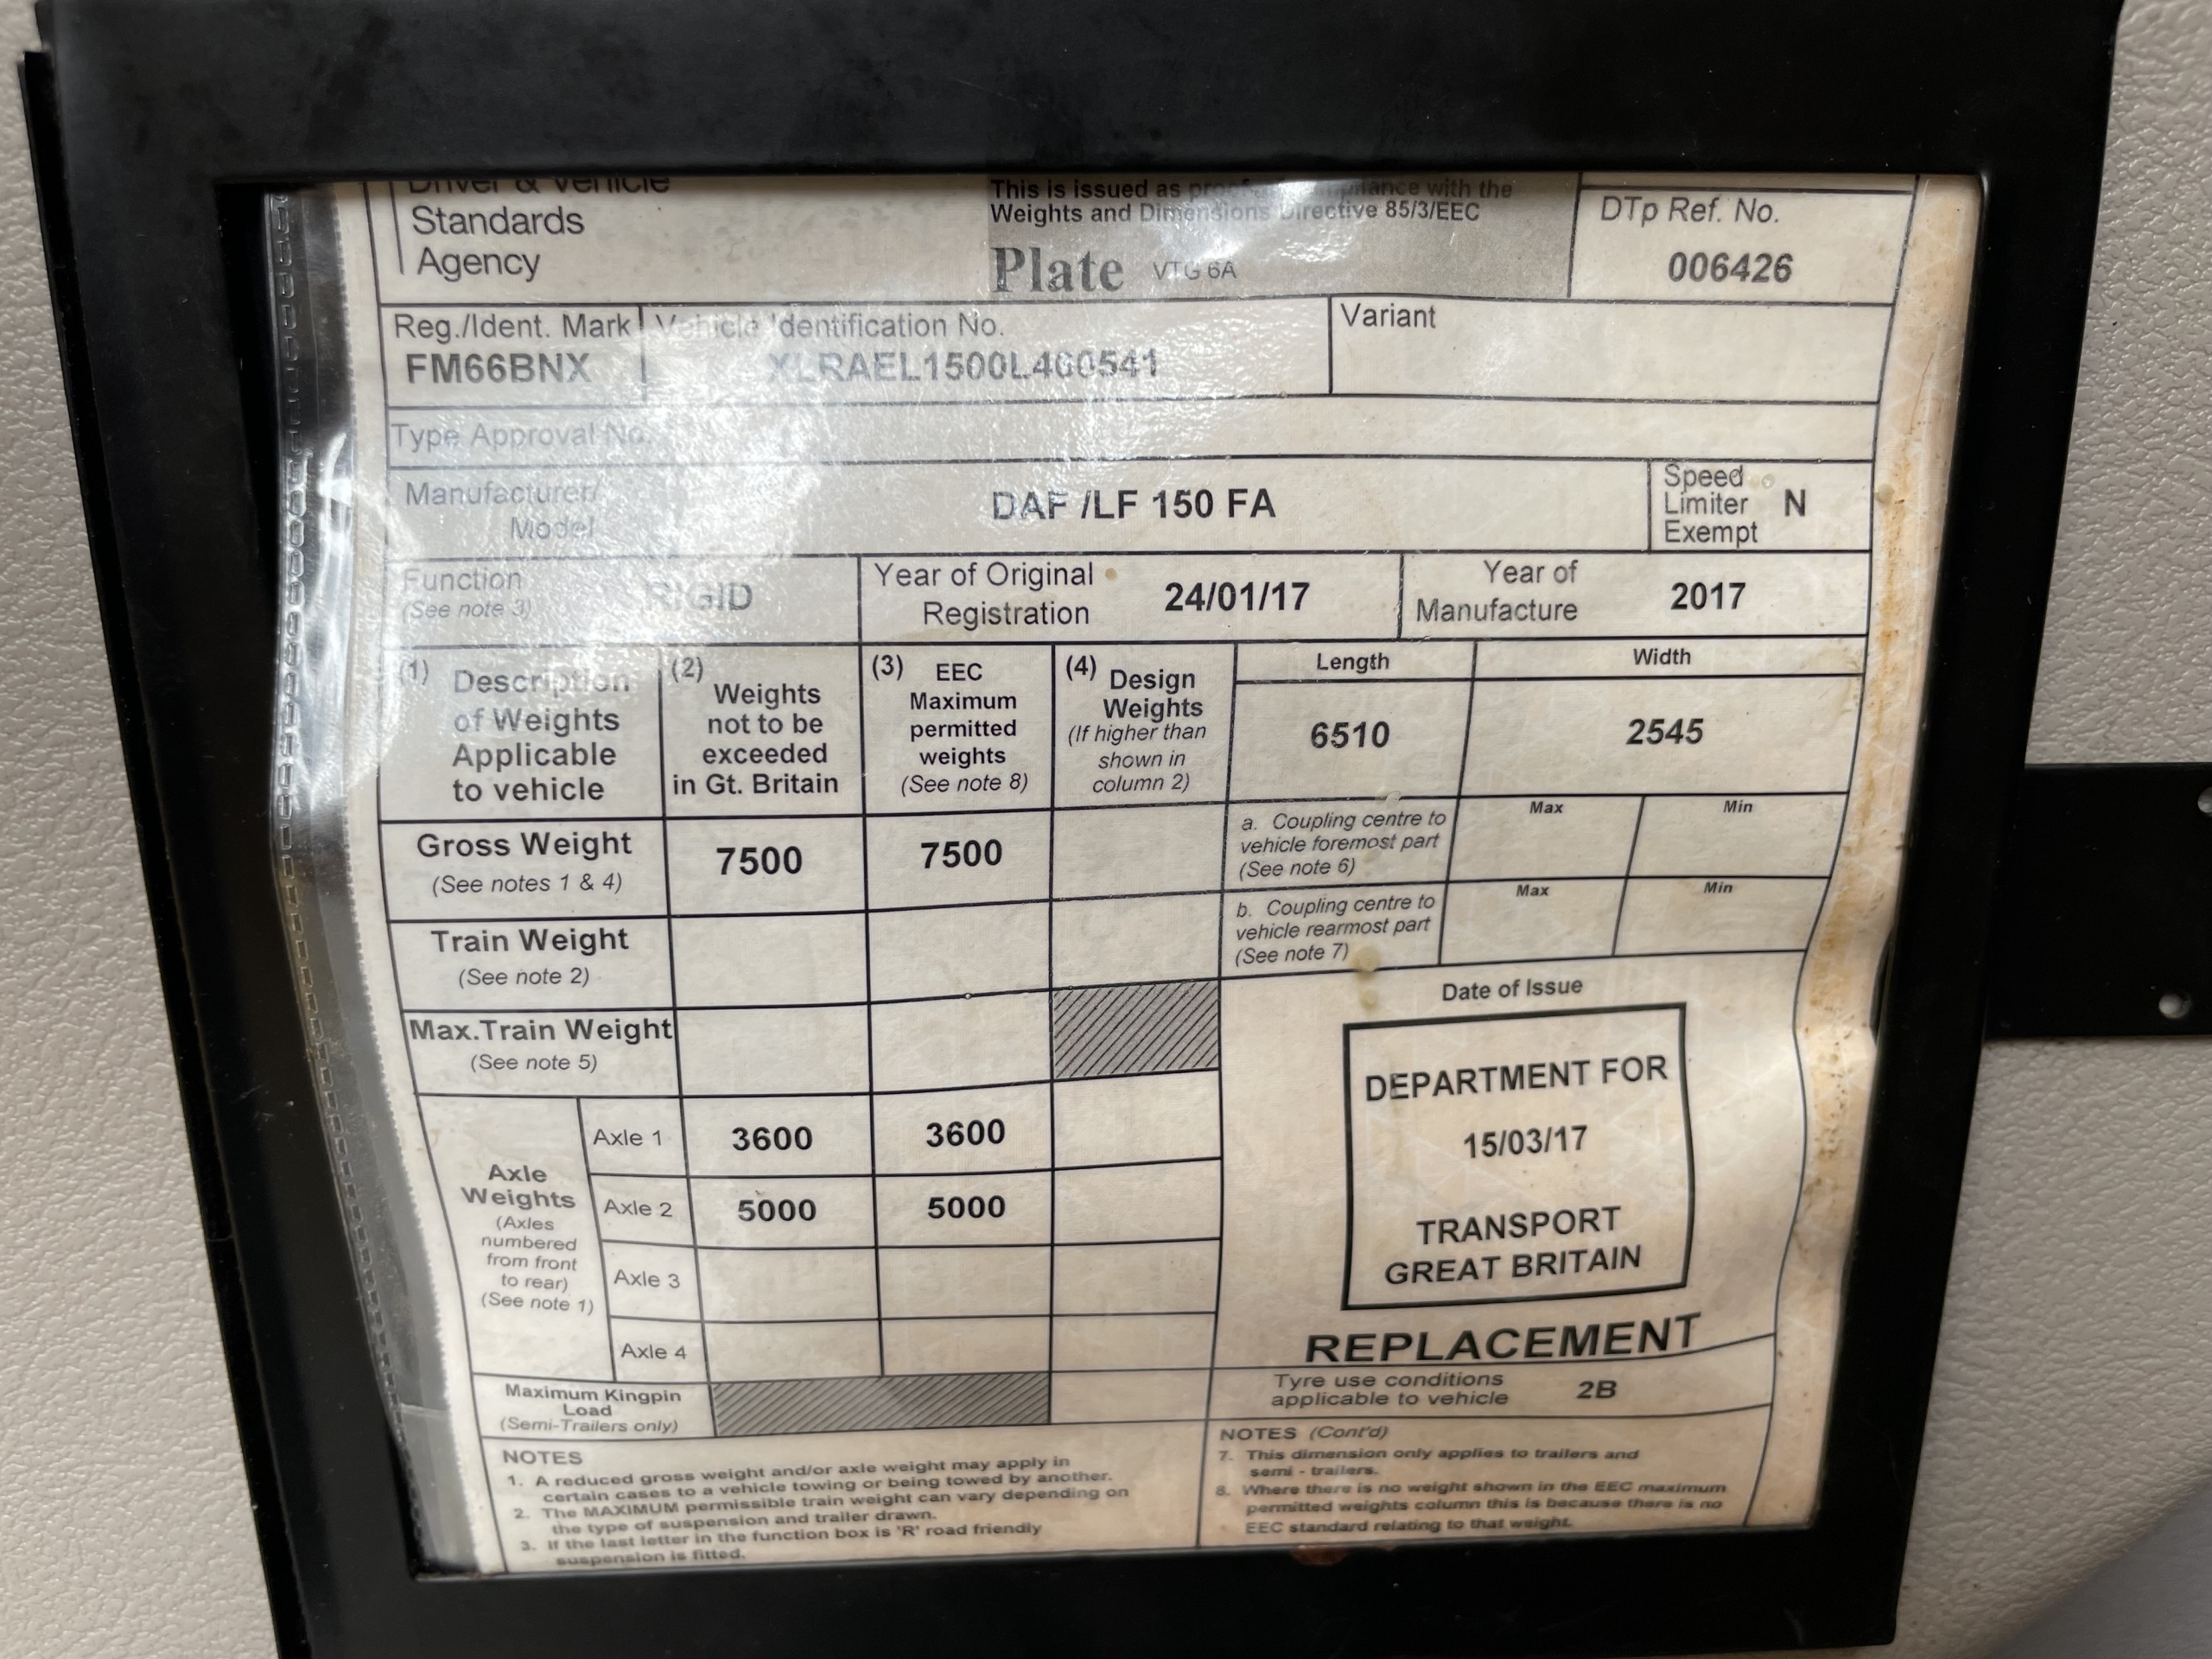 Driver & Vehicle
Standards
Agency
This is issued as proof of compliance with the
Weights and Dimensions Directive 85/3/EEC
Plate VTG 6A
DTp Ref. No.
006426
Reg./Ident. Mark
FM66BNX
Vehicle Identification No.
XLRAEL1500L460541
Variant
Type Approval No.
Manufacturer/
Model
DAF /LF 150 FA
Speed
Limiter
Exempt
N
Function
(See note 3)
RIGID
Year of Original
Registration
24/01/17
Year of
Manufacture
2017
(1) Description
of Weights
Applicable
to vehicle
(2) Weights
not to be
exceeded
in Gt. Britain
(3) EEC
Maximum
permitted
weights
(See note 8)
(4) Design
Weights
(If higher than
shown in
column 2)
Length
6510
Width
2545
Gross Weight
(See notes 1 & 4)
7500
7500
a. Coupling centre to
vehicle foremost part
(See note 6)
Max
Min
Train Weight
(See note 2)
b. Coupling centre to
vehicle rearmost part
(See note 7)
Max
Min
Max.Train Weight
(See note 5)
Axle
Weights
(Axles
numbered
from front
to rear)
(See note 1)
Axle 1
3600
3600
Axle 2
5000
5000
Axle 3
Axle 4
Maximum Kingpin
Load
(Semi-Trailers only)
Date of Issue
DEPARTMENT FOR
15/03/17
TRANSPORT
GREAT BRITAIN
REPLACEMENT
Tyre use conditions
applicable to vehicle
2B
NOTES
1. A reduced gross weight and/or axle weight may apply in
certain cases to a vehicle towing or being towed by another.
2. The MAXIMUM permissible train weight can vary depending on
the type of suspension and trailer drawn.
3. If the last letter in the function box is 'R' road friendly
suspension is fitted.
NOTES (Cont'd)
7. This dimension only applies to trailers and
semi - trailers.
8. Where there is no weight shown in the EEC maximum
permitted weights column this is because there is no
EEC standard relating to that weight.